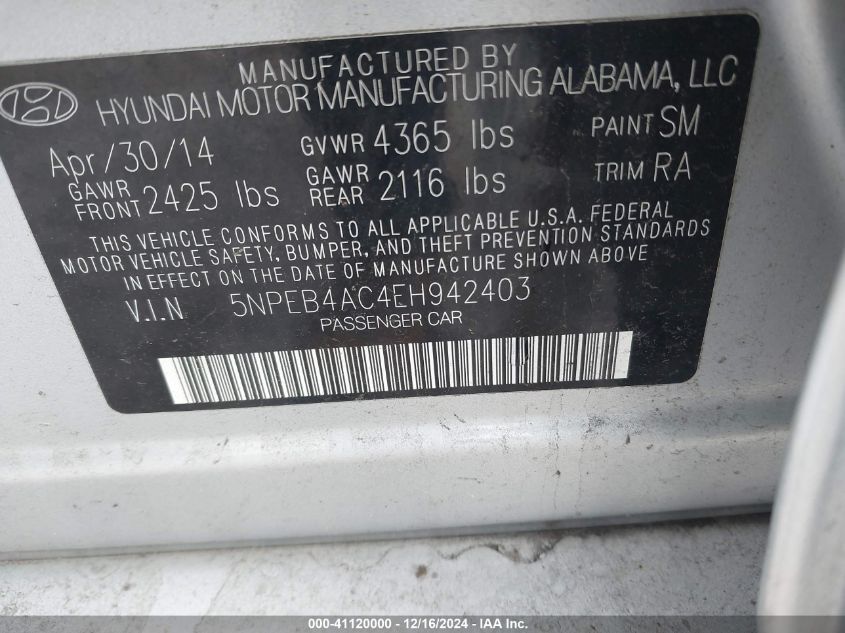 MANUFACTURED BY
HYUNDAI MOTOR MANUFACTURING ALABAMA, LLC
Apr/30/14 GVWR 4365 lbs PAINT SM
GAWR FRONT 2425 lbs GAWR REAR 2116 lbs TRIM RA
THIS VEHICLE CONFORMS TO ALL APPLICABLE U.S.A. FEDERAL
MOTOR VEHICLE SAFETY, BUMPER, AND THEFT PREVENTION STANDARDS
IN EFFECT ON THE DATE OF MANUFACTURE SHOWN ABOVE
V.I.N 5NPEB4AC4EH942403
PASSENGER CAR
000-41120000 - 12/16/2024 - IAA Inc.